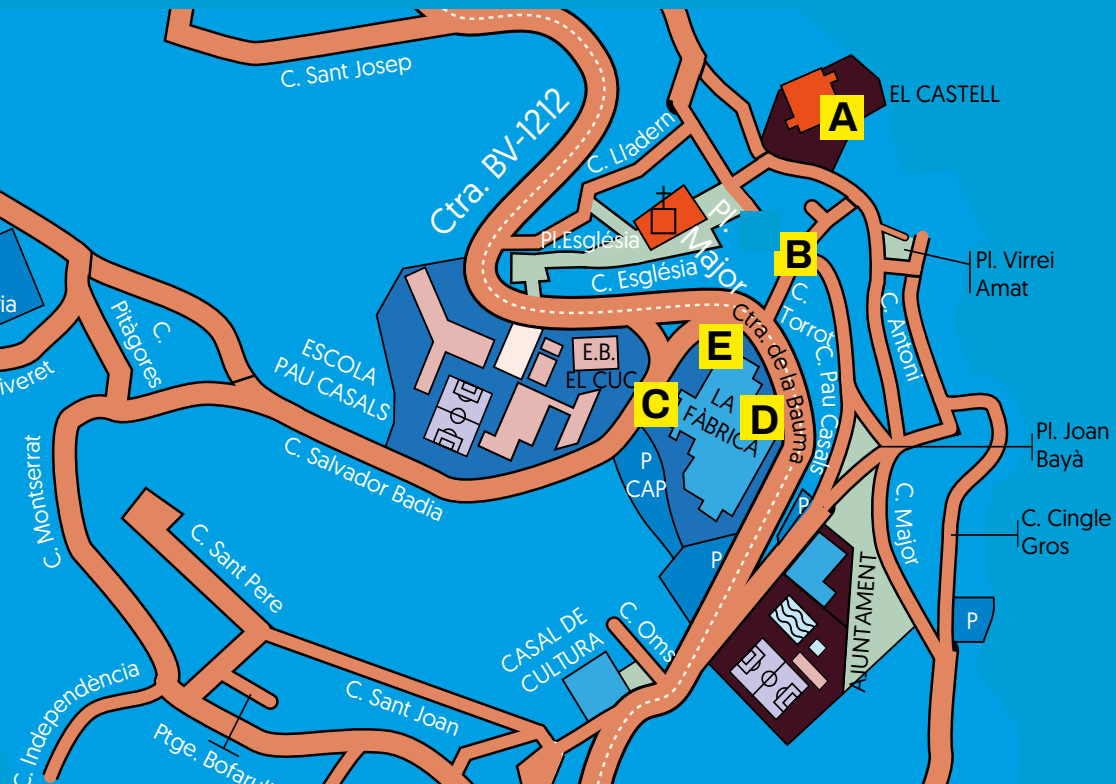 C. Sant Josep
Ctra. BV-1212
C. Lladern
A
EL CASTELL
Pl.
Major
Pl.Església
C. Església
B
C.
Torrot
Pl. Virrei
Amat
C. Antoni
C.
Pitàgores
ESCOLA
PAU CASALS
E.B.
EL CUC
E
C
D
LA
FÀBRICA
Ctra. de la Bauma
C. Pau Casals
P
CAP
P
P
Pl. Joan
Bayà
C. Major
C. Cingle
Gros
P
AJUNTAMENT
C. Salvador Badia
C. Montserrat
C. Sant Pere
CASAL DE
CULTURA
C. Oms
C. Sant Joan
C. Independència
Ptge. Bofarull